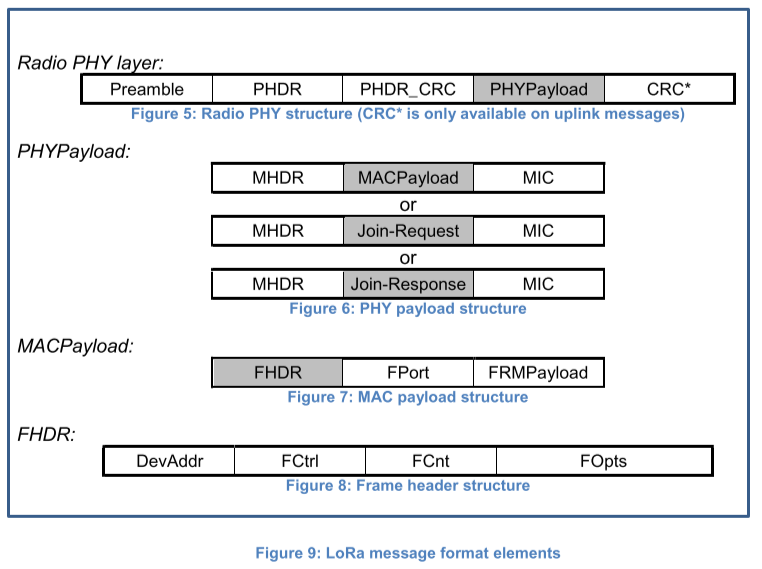 Radio PHY layer:
Preamble PHDR PHDR_CRC PHYPayload CRC*
Figure 5: Radio PHY structure (CRC* is only available on uplink messages)
PHYPayload:
MHDR MACPayload MIC
or
MHDR Join-Request MIC
or
MHDR Join-Response MIC
Figure 6: PHY payload structure
MACPayload:
FHDR FPort FRMPayload
Figure 7: MAC payload structure
FHDR:
DevAddr FCtrl FCnt FOpts
Figure 8: Frame header structure
Figure 9: LoRa message format elements